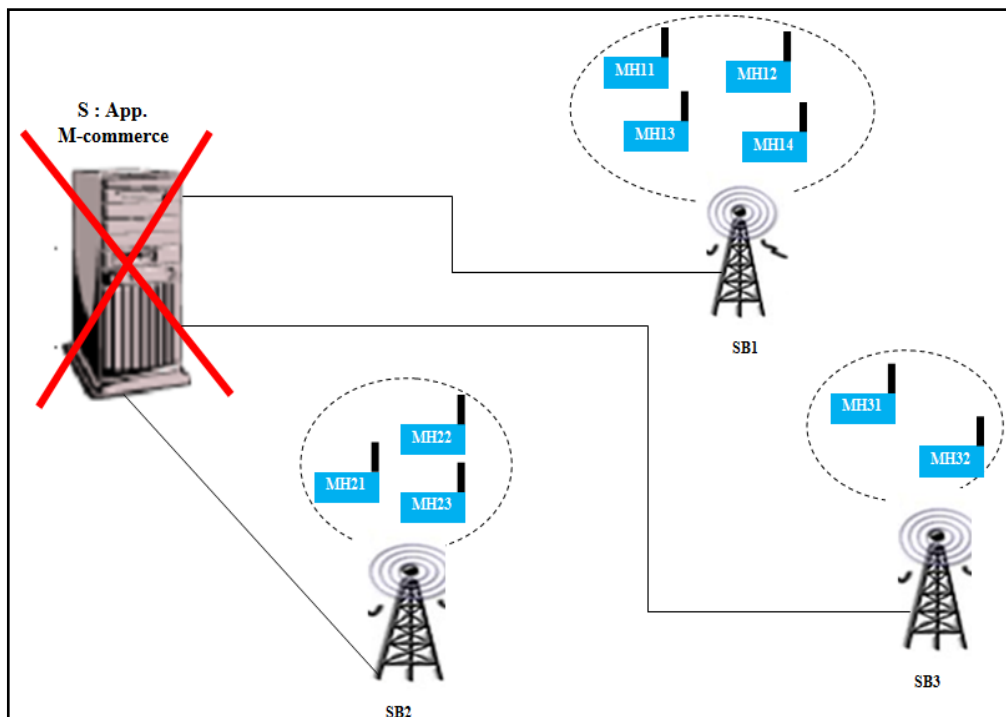 S : App.
M-commerce
MH11
MH12
MH13
MH14
SB1
MH31
MH32
SB3
MH22
MH21
MH23
SB2